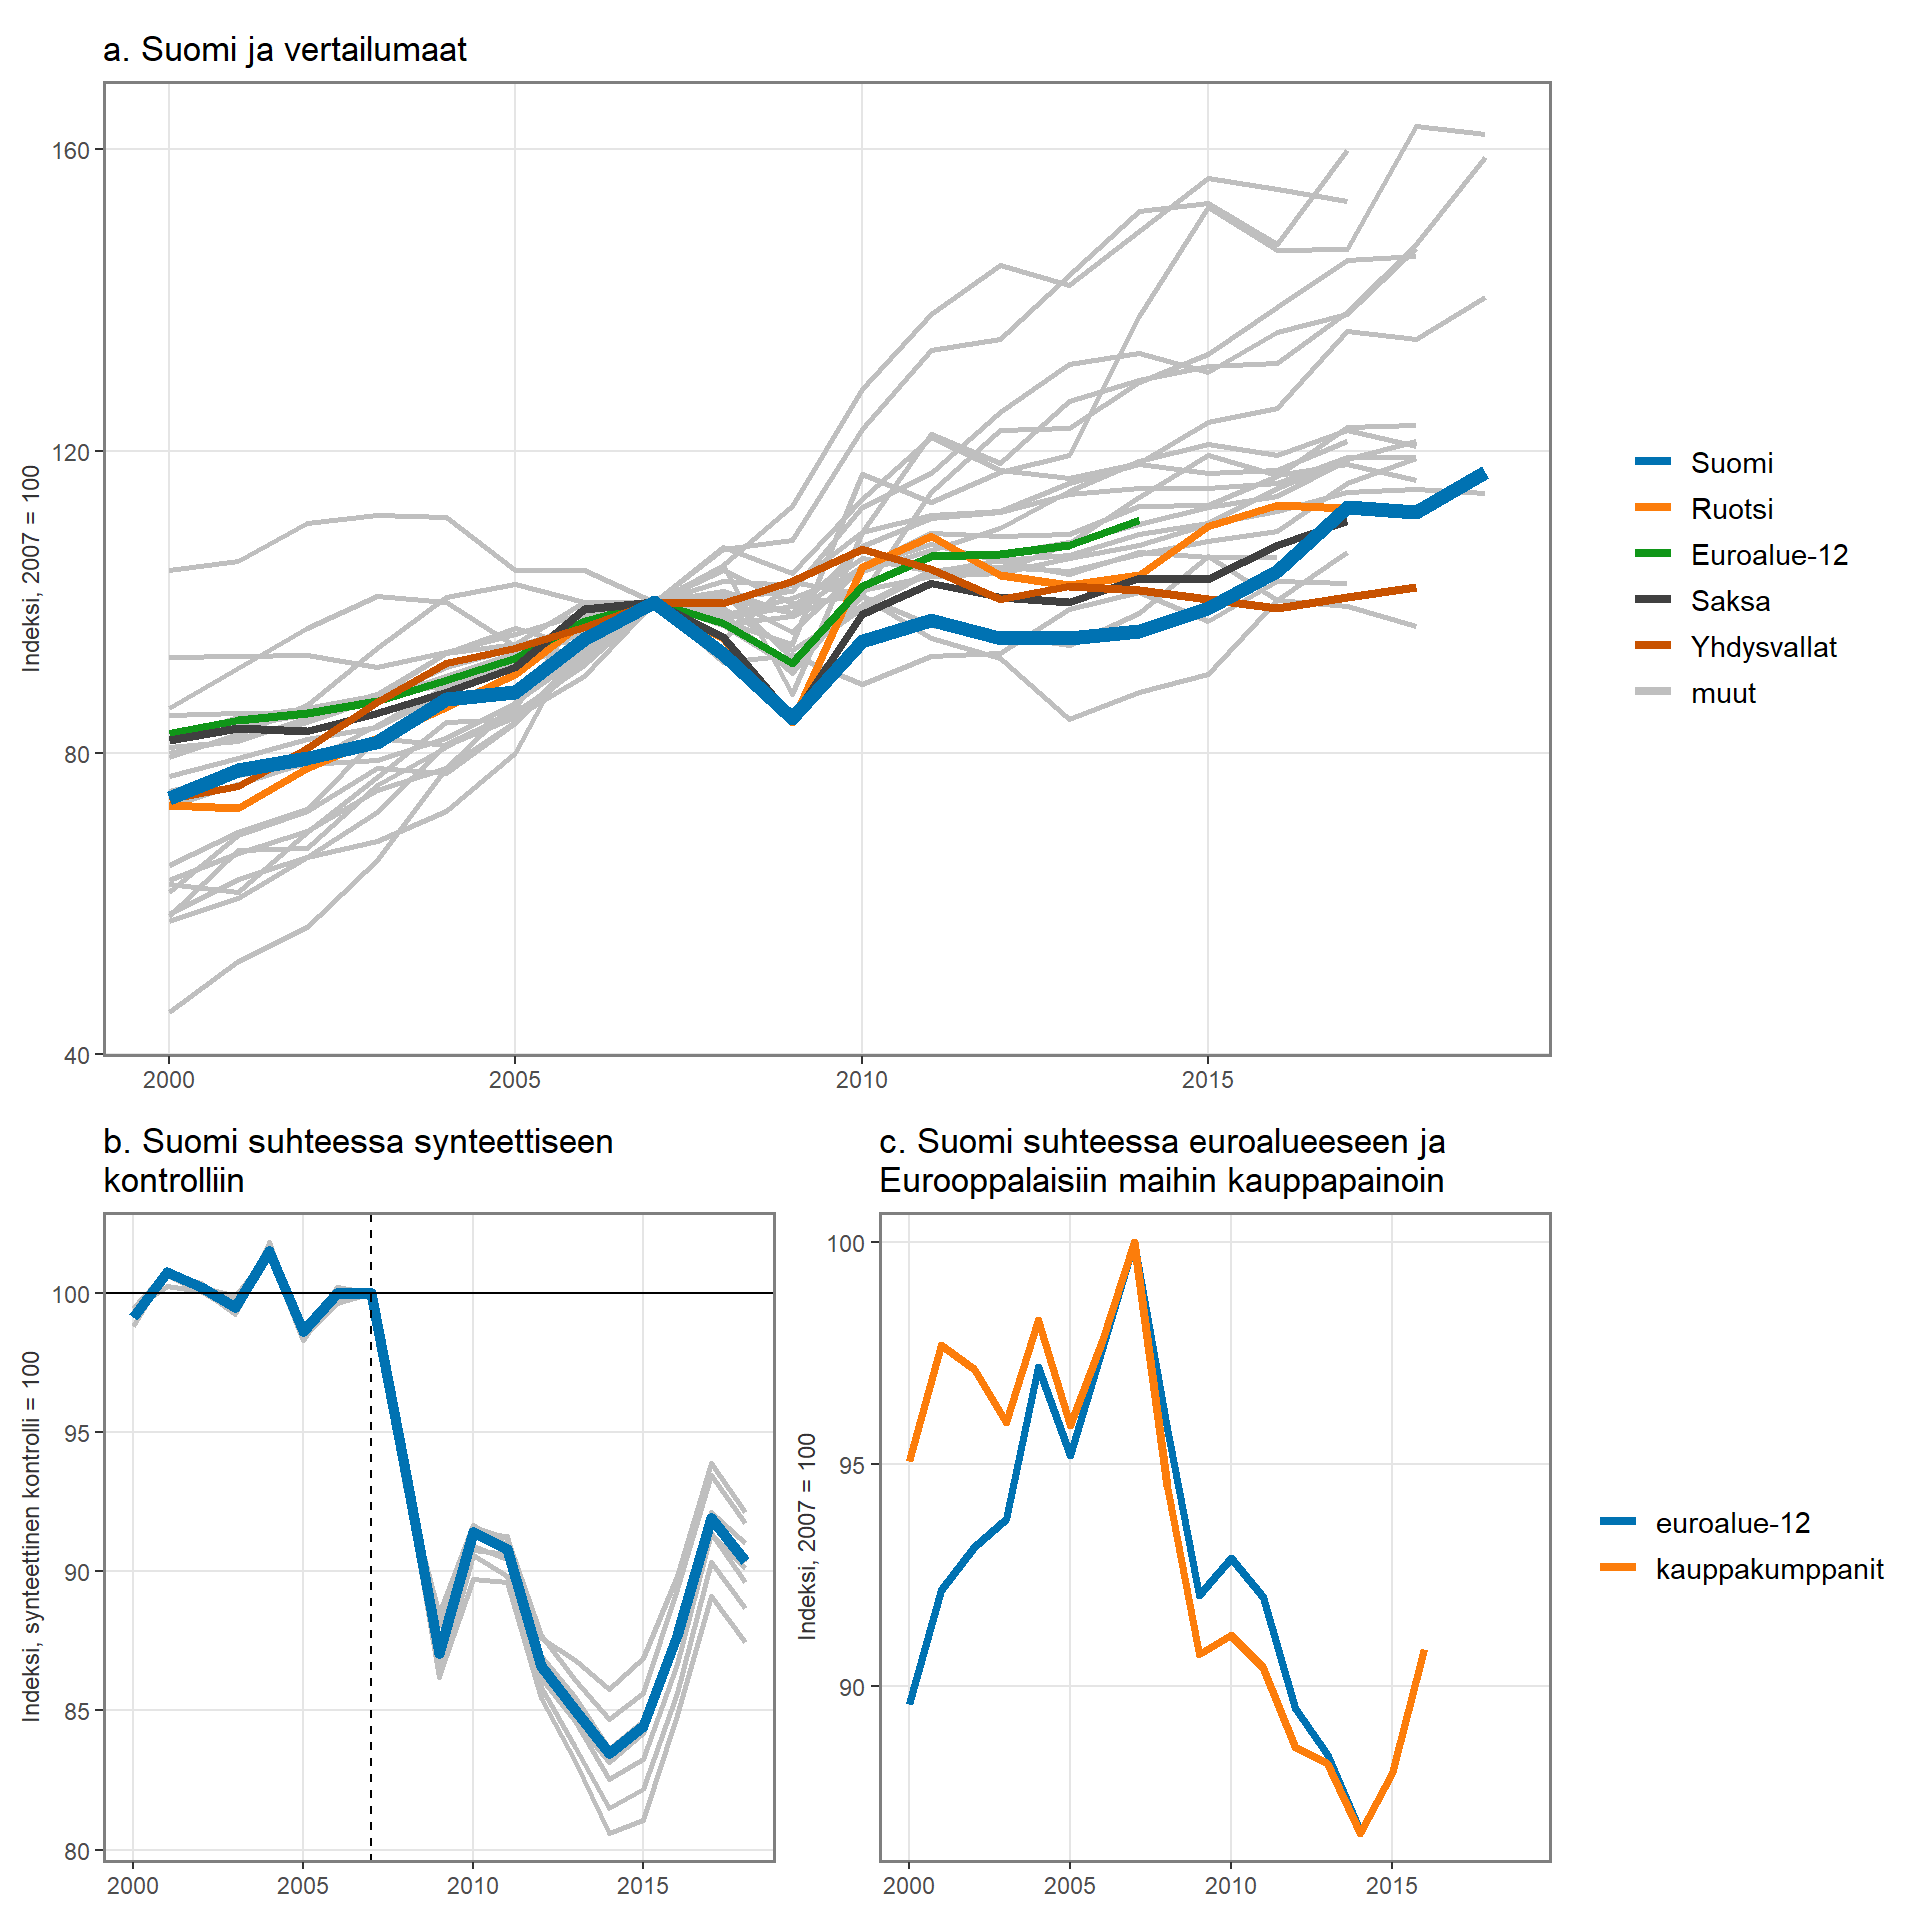 a. Suomi ja vertailumaat
Indeksi, 2007 = 100
160
120
80
40
2000
2005
2010
2015
Suomi
Ruotsi
Euroalue-12
Saksa
Yhdysvallat
muut
b. Suomi suhteessa synteettiseen
kontrolliin
Indeksi, synteettinen kontrolli = 100
100
95
90
85
80
2000
2005
2010
2015
c. Suomi suhteessa euroalueeseen ja
Eurooppalaisiin maihin kauppapainoin
Indeksi, 2007 = 100
100
95
90
2000
2005
2010
2015
euroalue-12
kauppakumppanit